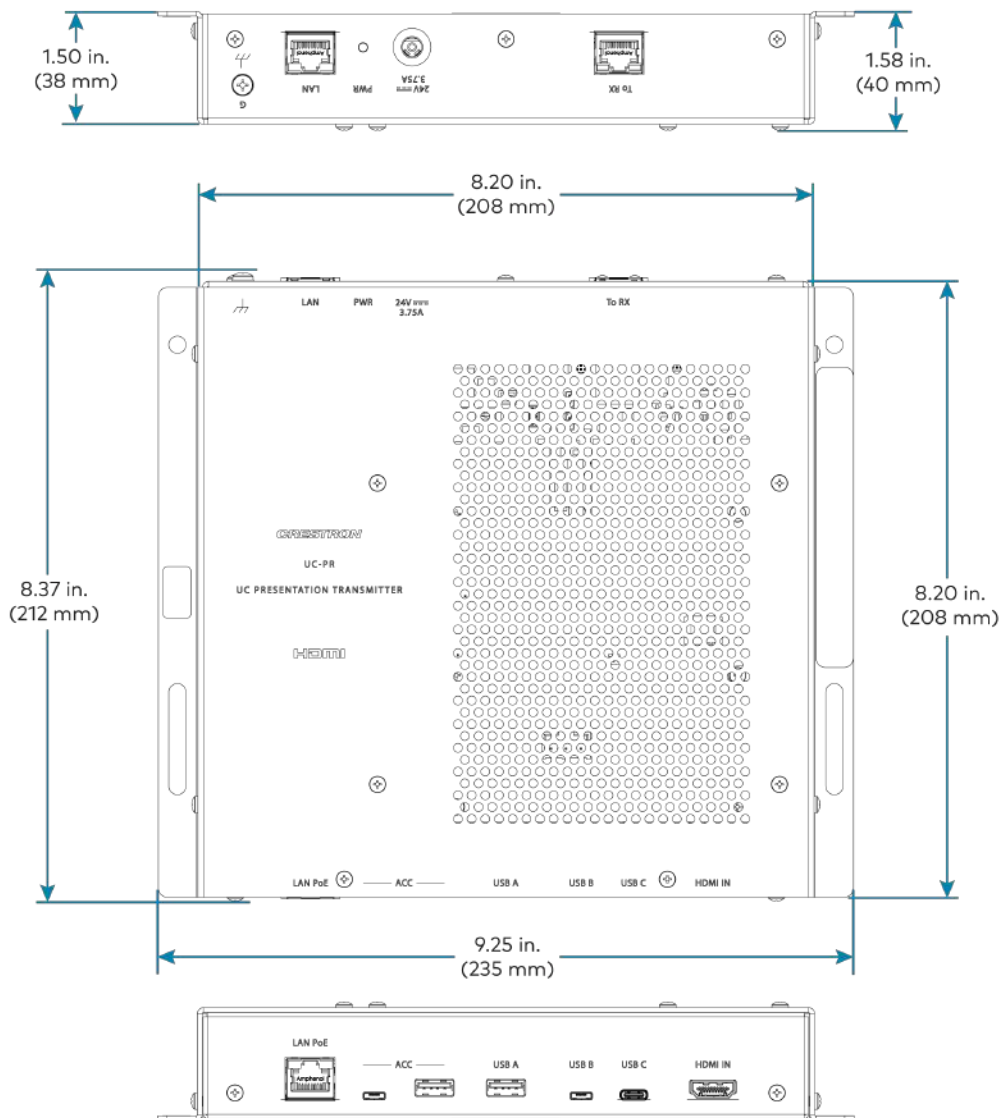 1.50 in.
(38 mm)
1.58 in.
(40 mm)
Amphenol
Amphenol
G
LAN
PWR
24V
3.75A
To RX
8.20 in.
(208 mm)
LAN PWR 24V To RX
3.75A
CRESTRON
UC-PR
UC PRESENTATION TRANSMITTER
HDMI
8.37 in.
(212 mm)
8.20 in.
(208 mm)
LAN PoE ACC USB A USB B USB C HDMI IN
9.25 in.
(235 mm)
LAN PoE
ACC USB A USB B USB C HDMI IN
Amphenol